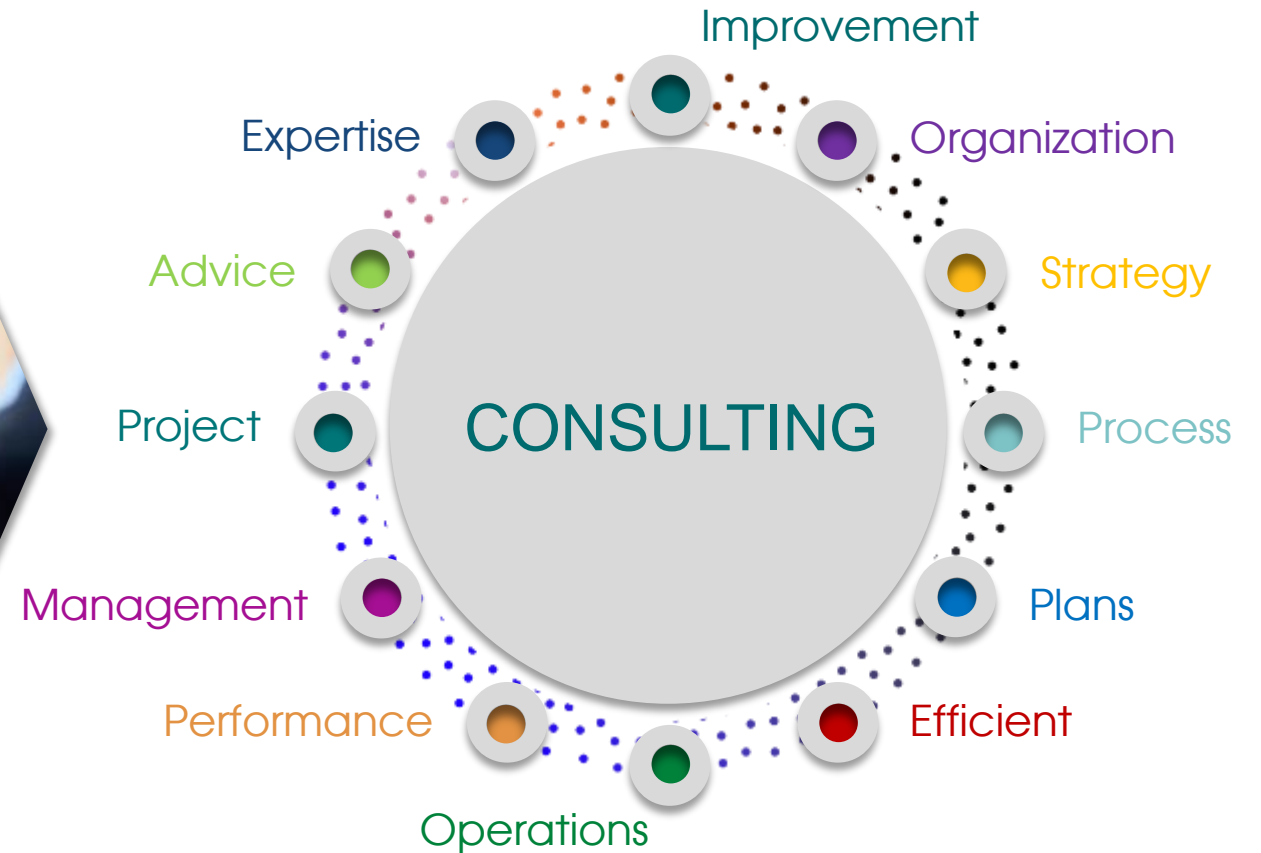 Improvement
Expertise
Organization
Advice
Strategy
Project
CONSULTING
Process
Management
Plans
Performance
Efficient
Operations